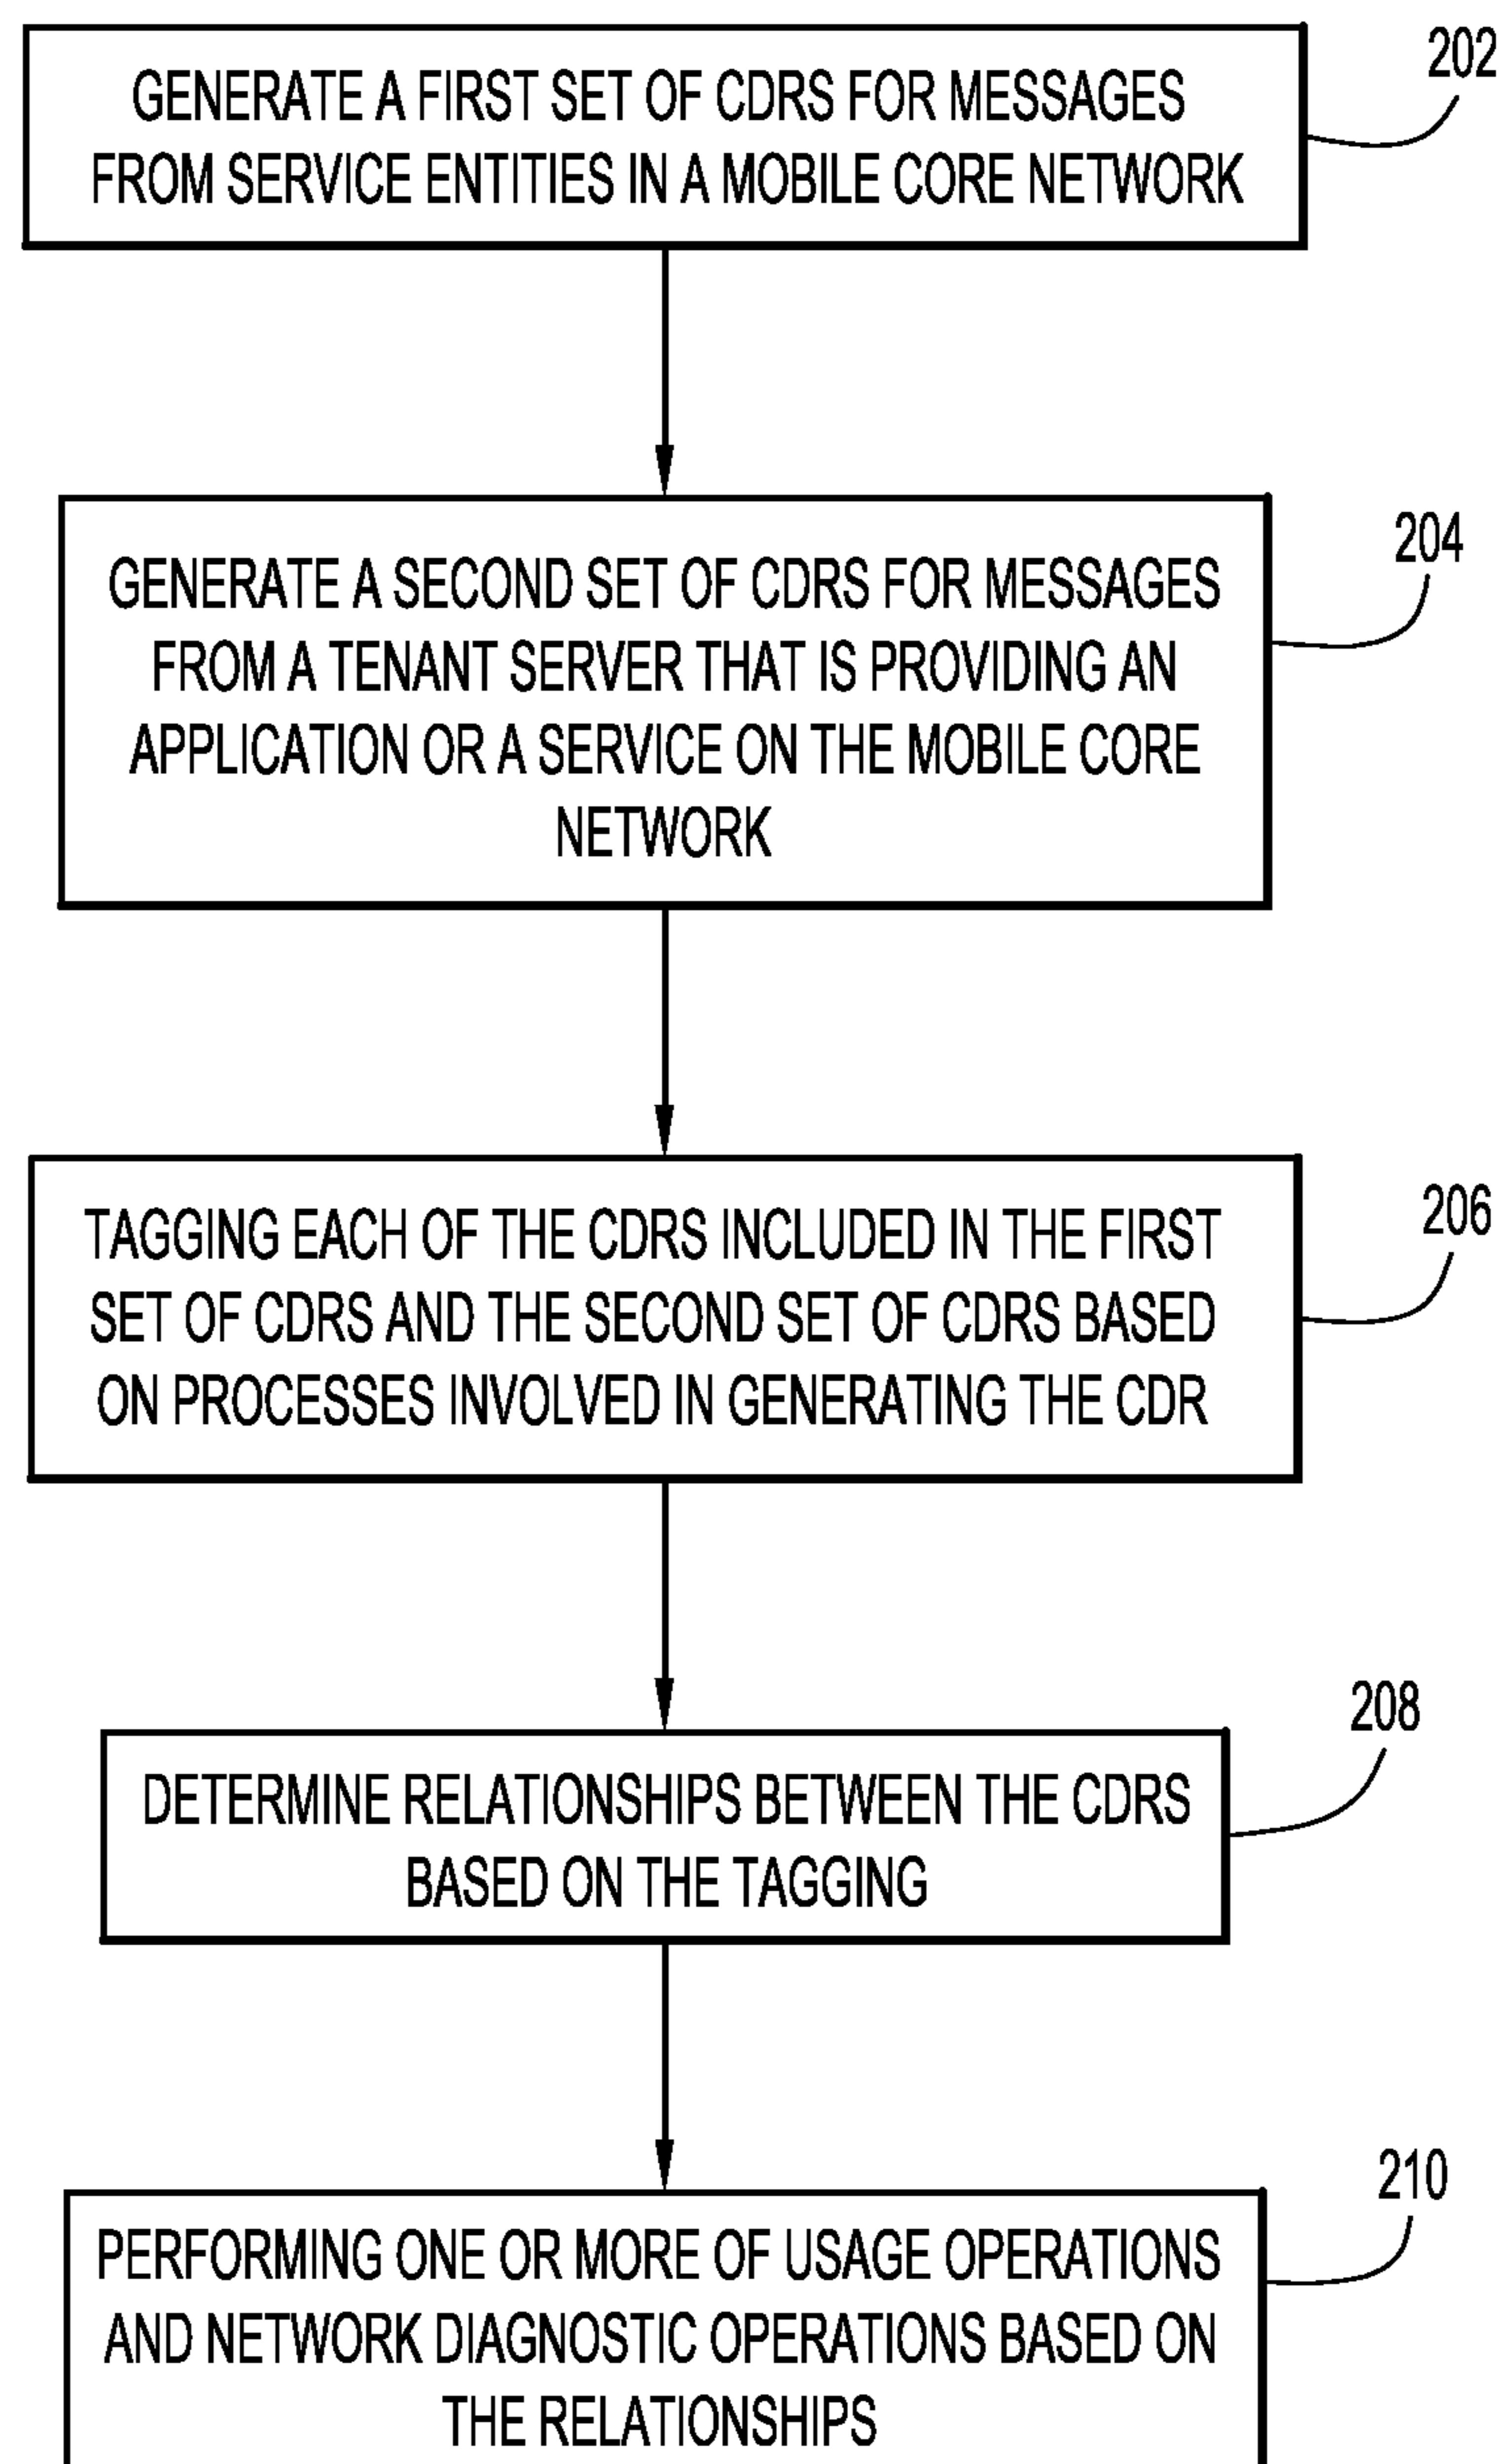 GENERATE A FIRST SET OF CDRS FOR MESSAGES
FROM SERVICE ENTITIES IN A MOBILE CORE NETWORK
202
GENERATE A SECOND SET OF CDRS FOR MESSAGES
FROM A TENANT SERVER THAT IS PROVIDING AN
APPLICATION OR A SERVICE ON THE MOBILE CORE
NETWORK
204
TAGGING EACH OF THE CDRS INCLUDED IN THE FIRST
SET OF CDRS AND THE SECOND SET OF CDRS BASED
ON PROCESSES INVOLVED IN GENERATING THE CDR
206
DETERMINE RELATIONSHIPS BETWEEN THE CDRS
BASED ON THE TAGGING
208
PERFORMING ONE OR MORE OF USAGE OPERATIONS
AND NETWORK DIAGNOSTIC OPERATIONS BASED ON
THE RELATIONSHIPS
210